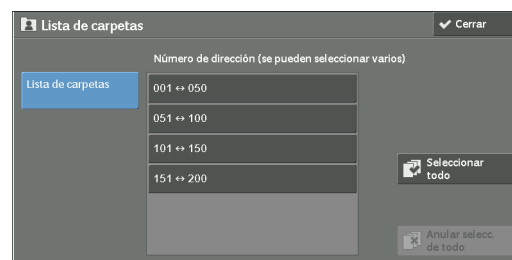 Lista de carpetas
Cerrar
Número de dirección (se pueden seleccionar varios)
Lista de carpetas
001 ↔ 050
051 ↔ 100
101 ↔ 150
151 ↔ 200
Seleccionar
todo
Anular selecc.
de todo